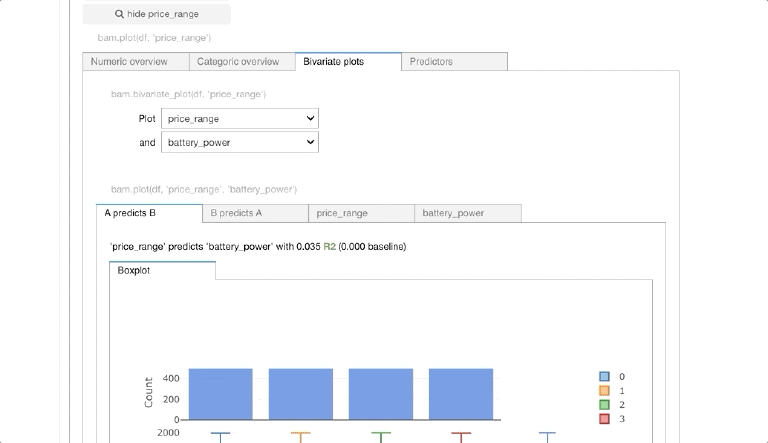 hide price_range
bam.plot(df, 'price_range')
Numeric overview Categoric overview Bivariate plots Predictors
bam.bivariate_plot(df, 'price_range')
Plot price_range
and battery_power
bam.plot(df, 'price_range', 'battery_power')
A predicts B B predicts A price_range battery_power
'price_range' predicts 'battery_power' with 0.035 R2 (0.000 baseline)
Boxplot
Count
400
200
0
2000
0
1
2
3